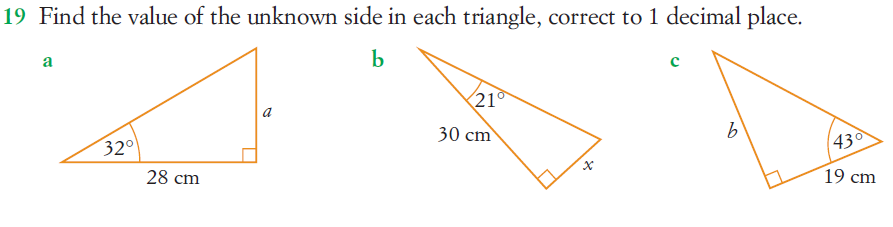 19 Find the value of the unknown side in each triangle, correct to 1 decimal place.
a
b
c
a
32°
28 cm
21°
30 cm
x
b
43°
19 cm